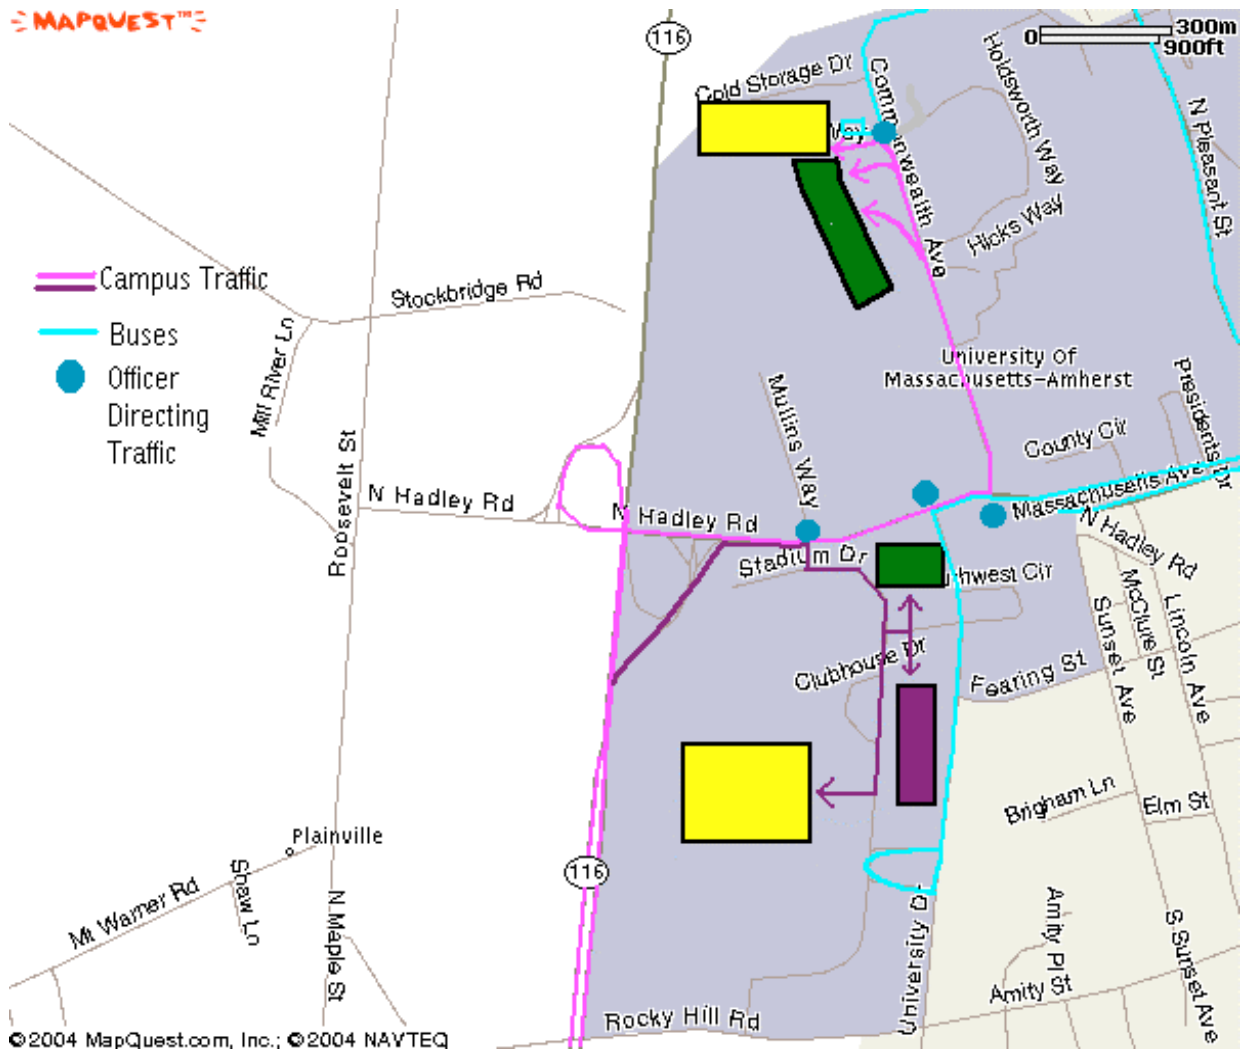 MAPQUEST™
116
0 300m
900ft
Cold Storage Dr
Way
Commonwealth Ave
Holdsworth Way
N Pleasant St
Hicks Way
Campus Traffic
Buses
Officer
Directing
Traffic
Stockbridge Rd
Mill River Ln
Roosevelt St
University of
Massachusetts-Amherst
Mullins Way
Presidents Dr
County Cir
Massachusetts Ave
N Hadley Rd
N Hadley Rd
N Hadley Rd
Stadium Dr
uthwest Cir
McClure St
Lincoln Ave
Sunset Ave
Clubhouse Dr
Fearing St
Brigham Ln
Elm St
Plainville
116
Shaw Ln
Mt Warner Rd
N Maple St
University Dr
Amity Pl St
Amity St
S Sunset Ave
Rocky Hill Rd
©2004 MapQuest.com, Inc.; ©2004 NAVTEQ